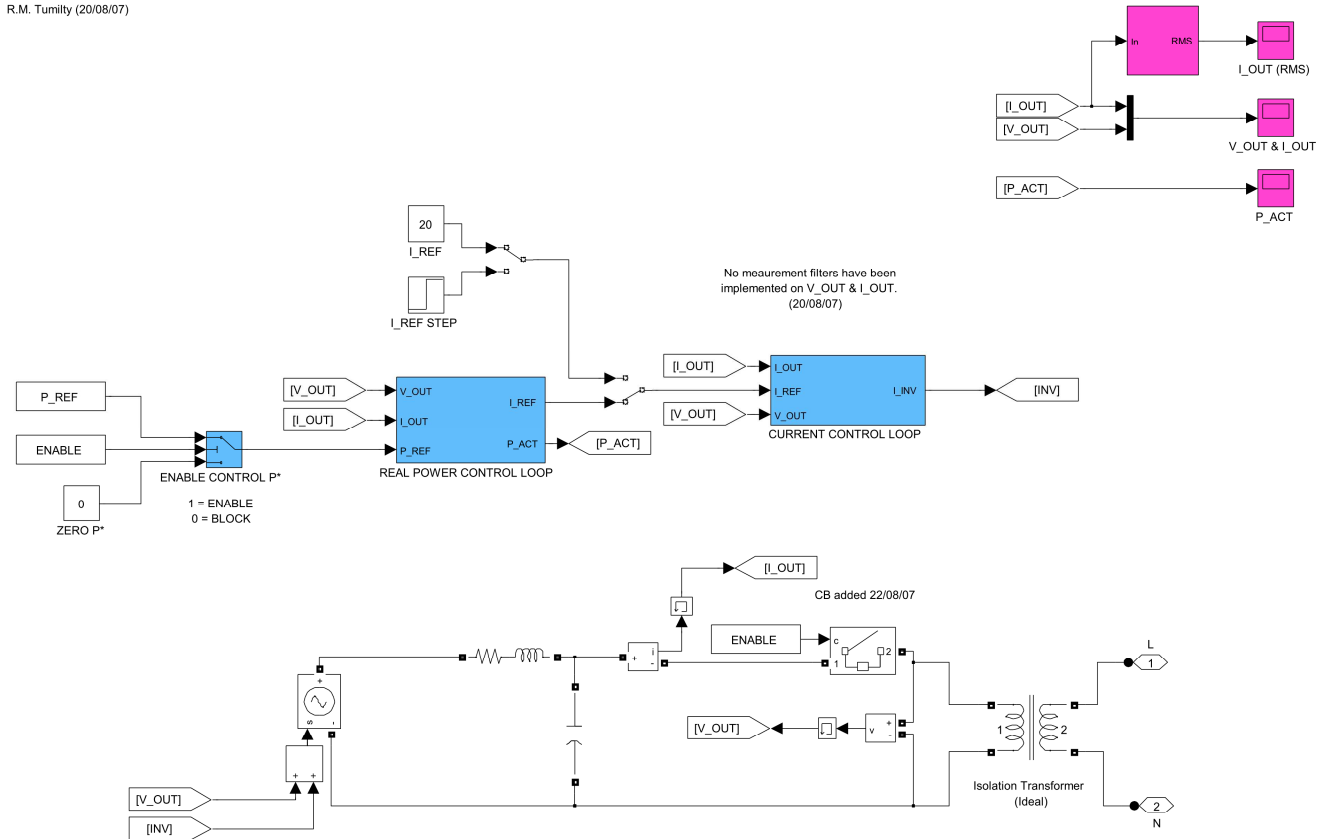 R.M. Tumilty (20/08/07)
In RMS
I_OUT (RMS)
[I_OUT]
[V_OUT]
V_OUT & I_OUT
[P_ACT]
P_ACT
20
I_REF
I_REF STEP
No meaurement filters have been
implemented on V_OUT & I_OUT.
(20/08/07)
P_REF
ENABLE
0
ZERO P*
ENABLE CONTROL P*
1 = ENABLE
0 = BLOCK
[V_OUT]
[I_OUT]
V_OUT
I_OUT
P_REF
I_REF
P_ACT
REAL POWER CONTROL LOOP
[P_ACT]
[I_OUT]
[V_OUT]
I_OUT
I_REF
V_OUT
I_INV
CURRENT CONTROL LOOP
[INV]
[I_OUT]
CB added 22/08/07
ENABLE
c
1
2
+ i -
s + -
+ +
[V_OUT]
[INV]
[V_OUT]
v + -
1 2
Isolation Transformer
(Ideal)
L
1
2
N